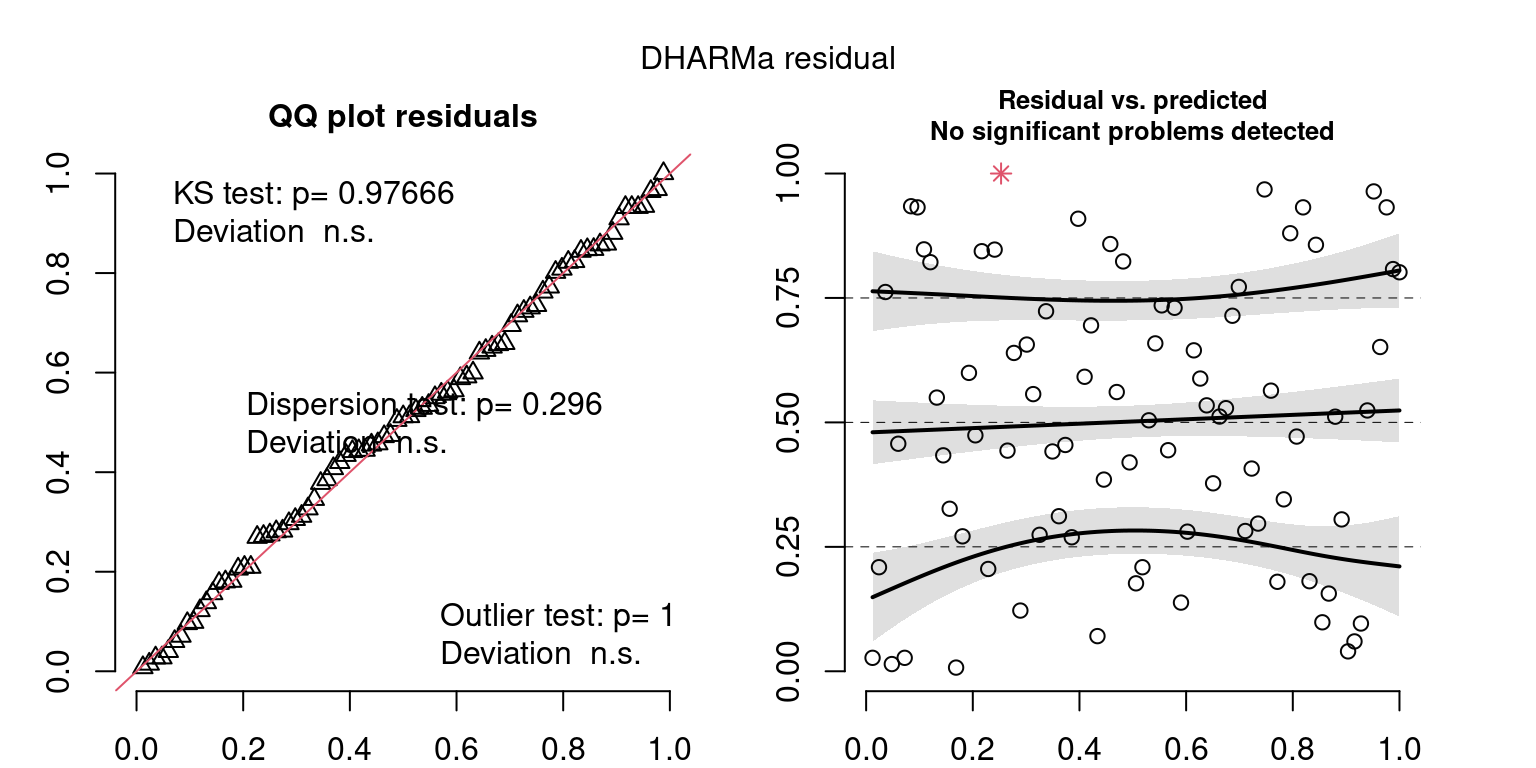 DHARMa residual
QQ plot residuals
KS test: p= 0.97666
Deviation n.s.
Dispersion test: p= 0.296
Deviation n.s.
Outlier test: p= 1
Deviation n.s.
0.0
0.2
0.4
0.6
0.8
1.0
0.0 0.2 0.4 0.6 0.8 1.0
Residual vs. predicted
No significant problems detected
0.00
0.25
0.50
0.75
1.00
0.0 0.2 0.4 0.6 0.8 1.0